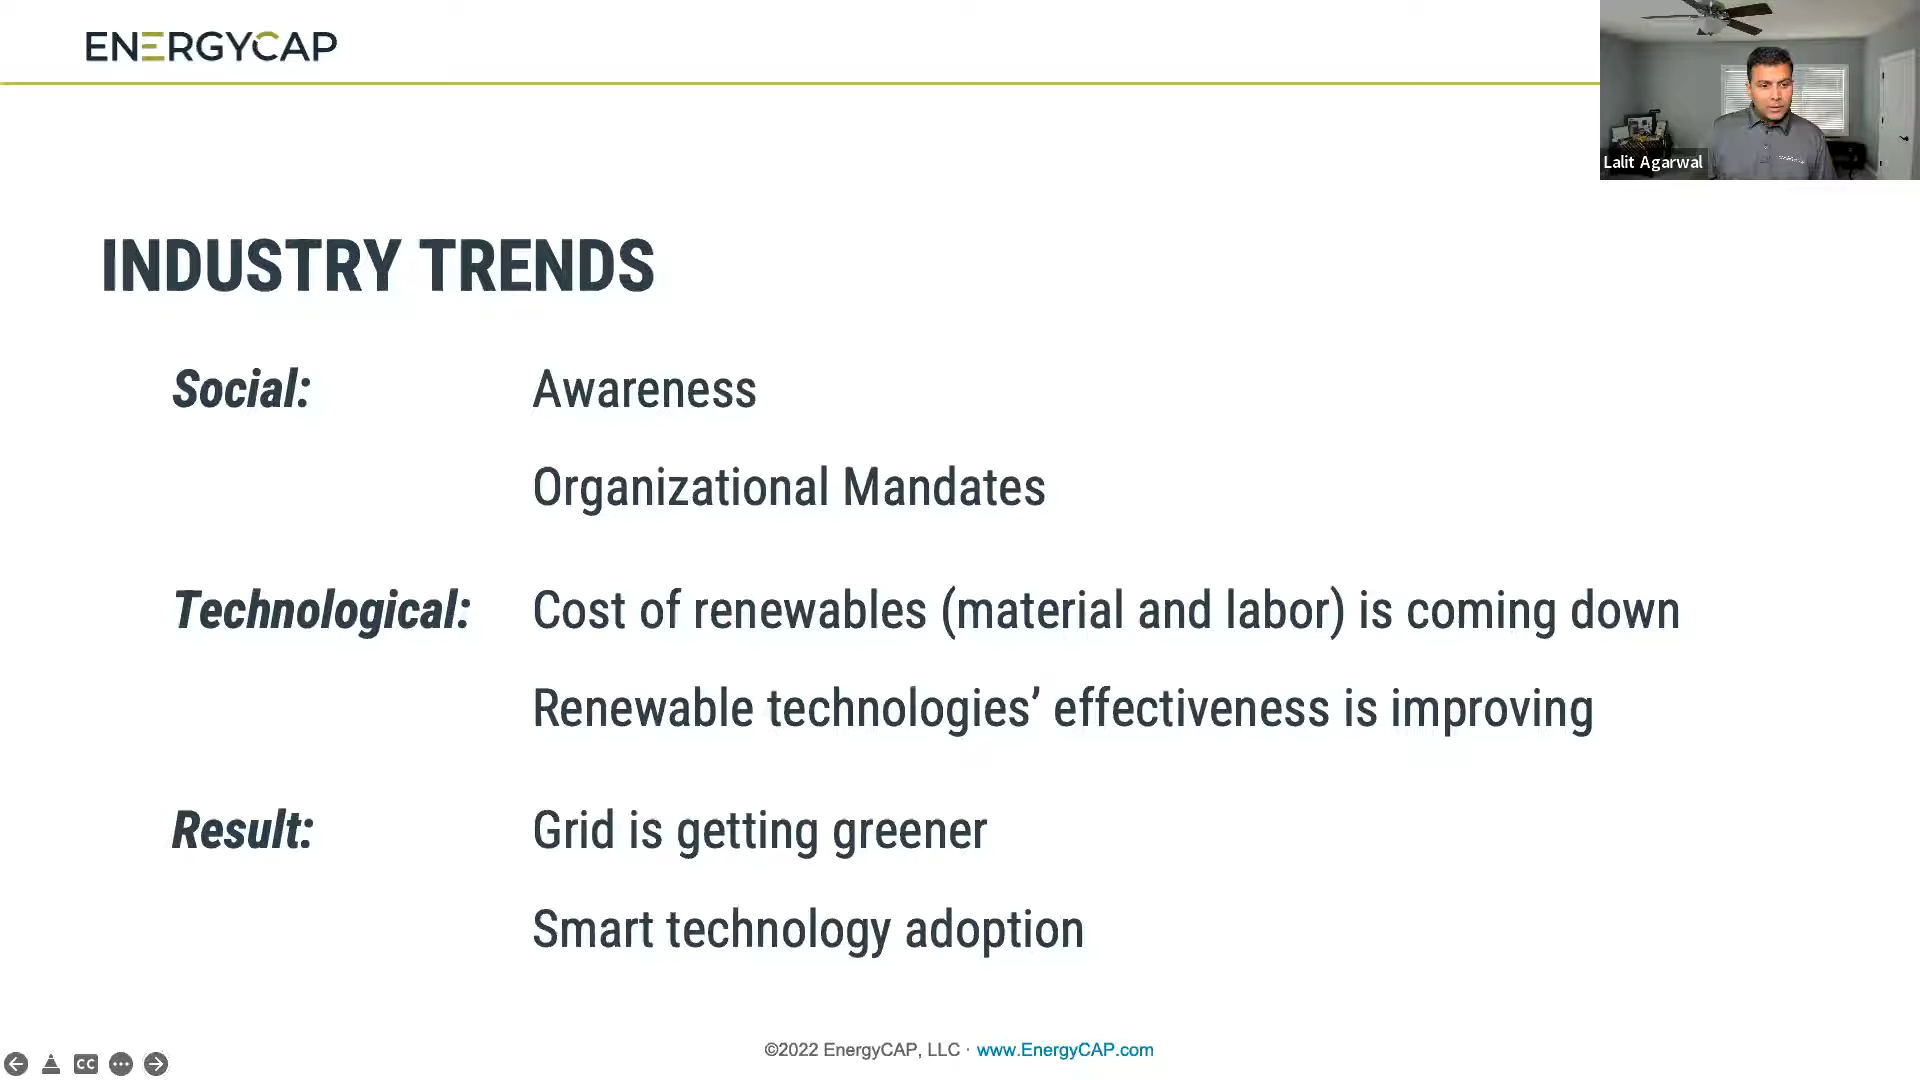 ENERGYCAP
Lalit Agarwal
INDUSTRY TRENDS
Social: Awareness
Organizational Mandates
Technological: Cost of renewables (material and labor) is coming down
Renewable technologies’ effectiveness is improving
Result: Grid is getting greener
Smart technology adoption
©2022 EnergyCAP, LLC · www.EnergyCAP.com
CC